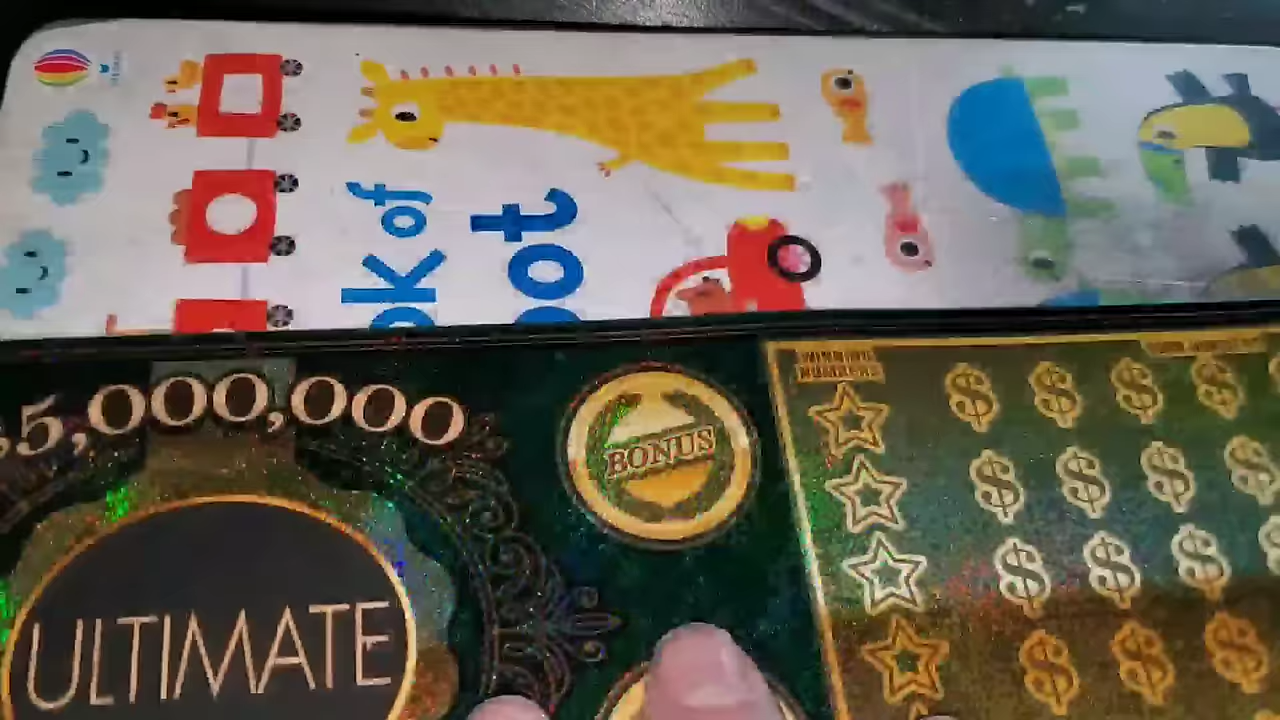 ok of
oot
$5,000,000
BONUS
ULTIMATE
WINNING
NUMBERS